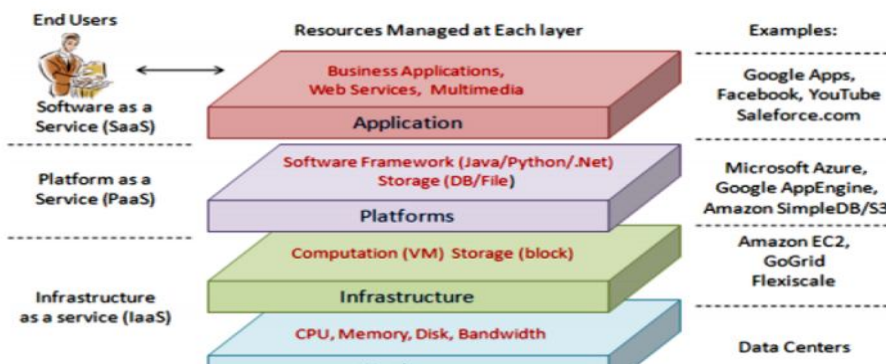 End Users
Resources Managed at Each layer
Examples:
Business Applications,
Web Services, Multimedia
Application
Software as a
Service (SaaS)
Google Apps,
Facebook, YouTube
Saleforce.com
Software Framework (Java/Python/.Net)
Storage (DB/File)
Platforms
Platform as a
Service (PaaS)
Microsoft Azure,
Google AppEngine,
Amazon SimpleDB/S3
Computation (VM) Storage (block)
Infrastructure
Amazon EC2,
GoGrid
Flexiscale
Infrastructure
as a service (IaaS)
CPU, Memory, Disk, Bandwidth
Data Centers